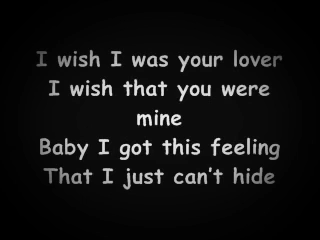 I wish I was your lover
I wish that you were
mine
Baby I got this feeling
That I just can't hide